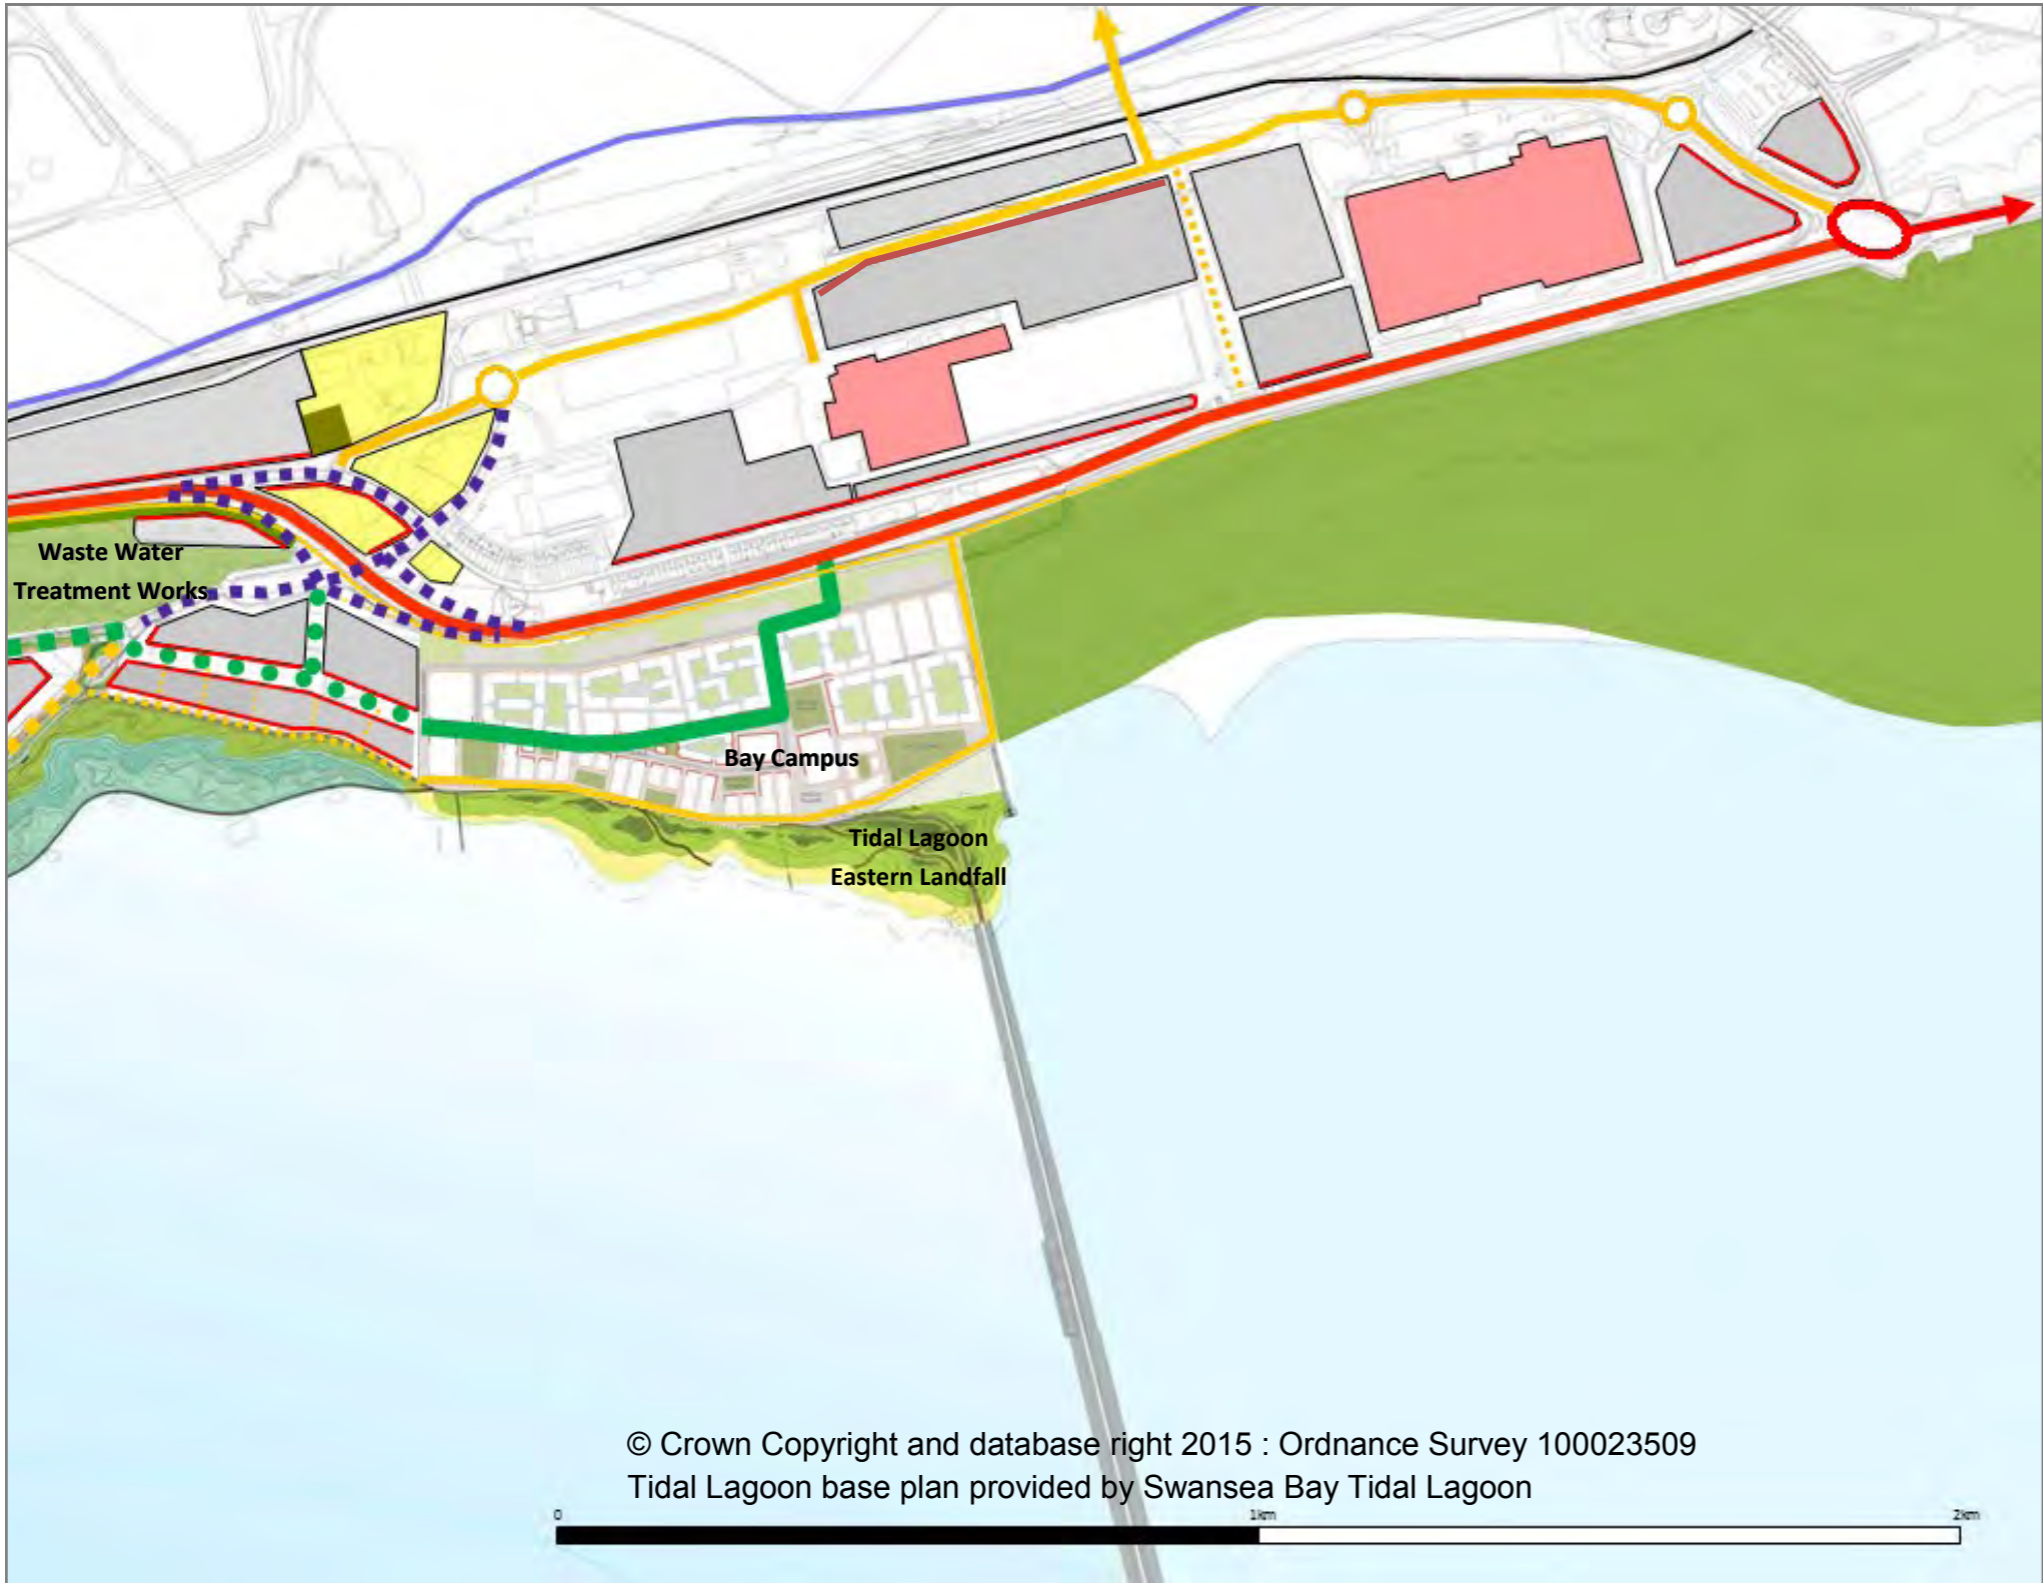 Waste Water
Treatment Works
Bay Campus
Tidal Lagoon
Eastern Landfall
© Crown Copyright and database right 2015 : Ordnance Survey 100023509
Tidal Lagoon base plan provided by Swansea Bay Tidal Lagoon
0 1km 2km